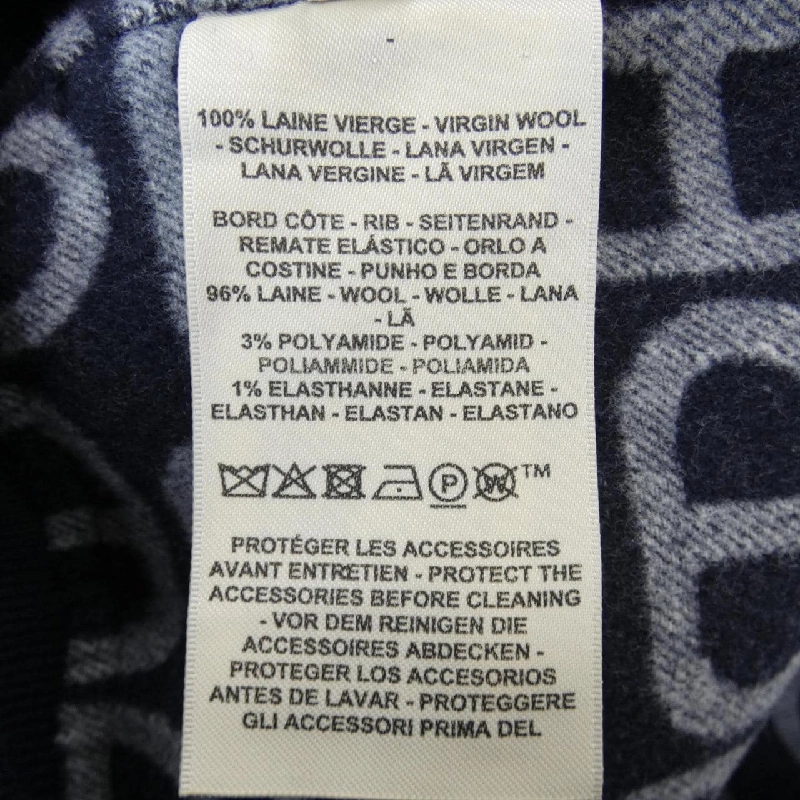 100% LAINE VIERGE - VIRGIN WOOL
- SCHURWOLLE - LANA VIRGEN -
LANA VERGINE - LÃ VIRGEM
BORD CÔTE - RIB - SEITENRAND -
REMATE ELÁSTICO - ORLO A
COSTINE - PUNHO E BORDA
96% LAINE - WOOL - WOLLE - LANA
- LÃ
3% POLYAMIDE - POLYAMID -
POLIAMMIDE - POLIAMIDA
1% ELASTHANNE - ELASTANE -
ELASTHAN - ELASTAN - ELASTANO
P W ™
PROTÉGER LES ACCESSOIRES
AVANT ENTRETIEN - PROTECT THE
ACCESSORIES BEFORE CLEANING
- VOR DEM REINIGEN DIE
ACCESSOIRES ABDECKEN -
PROTEGER LOS ACCESORIOS
ANTES DE LAVAR - PROTEGGERE
GLI ACCESSORI PRIMA DEL